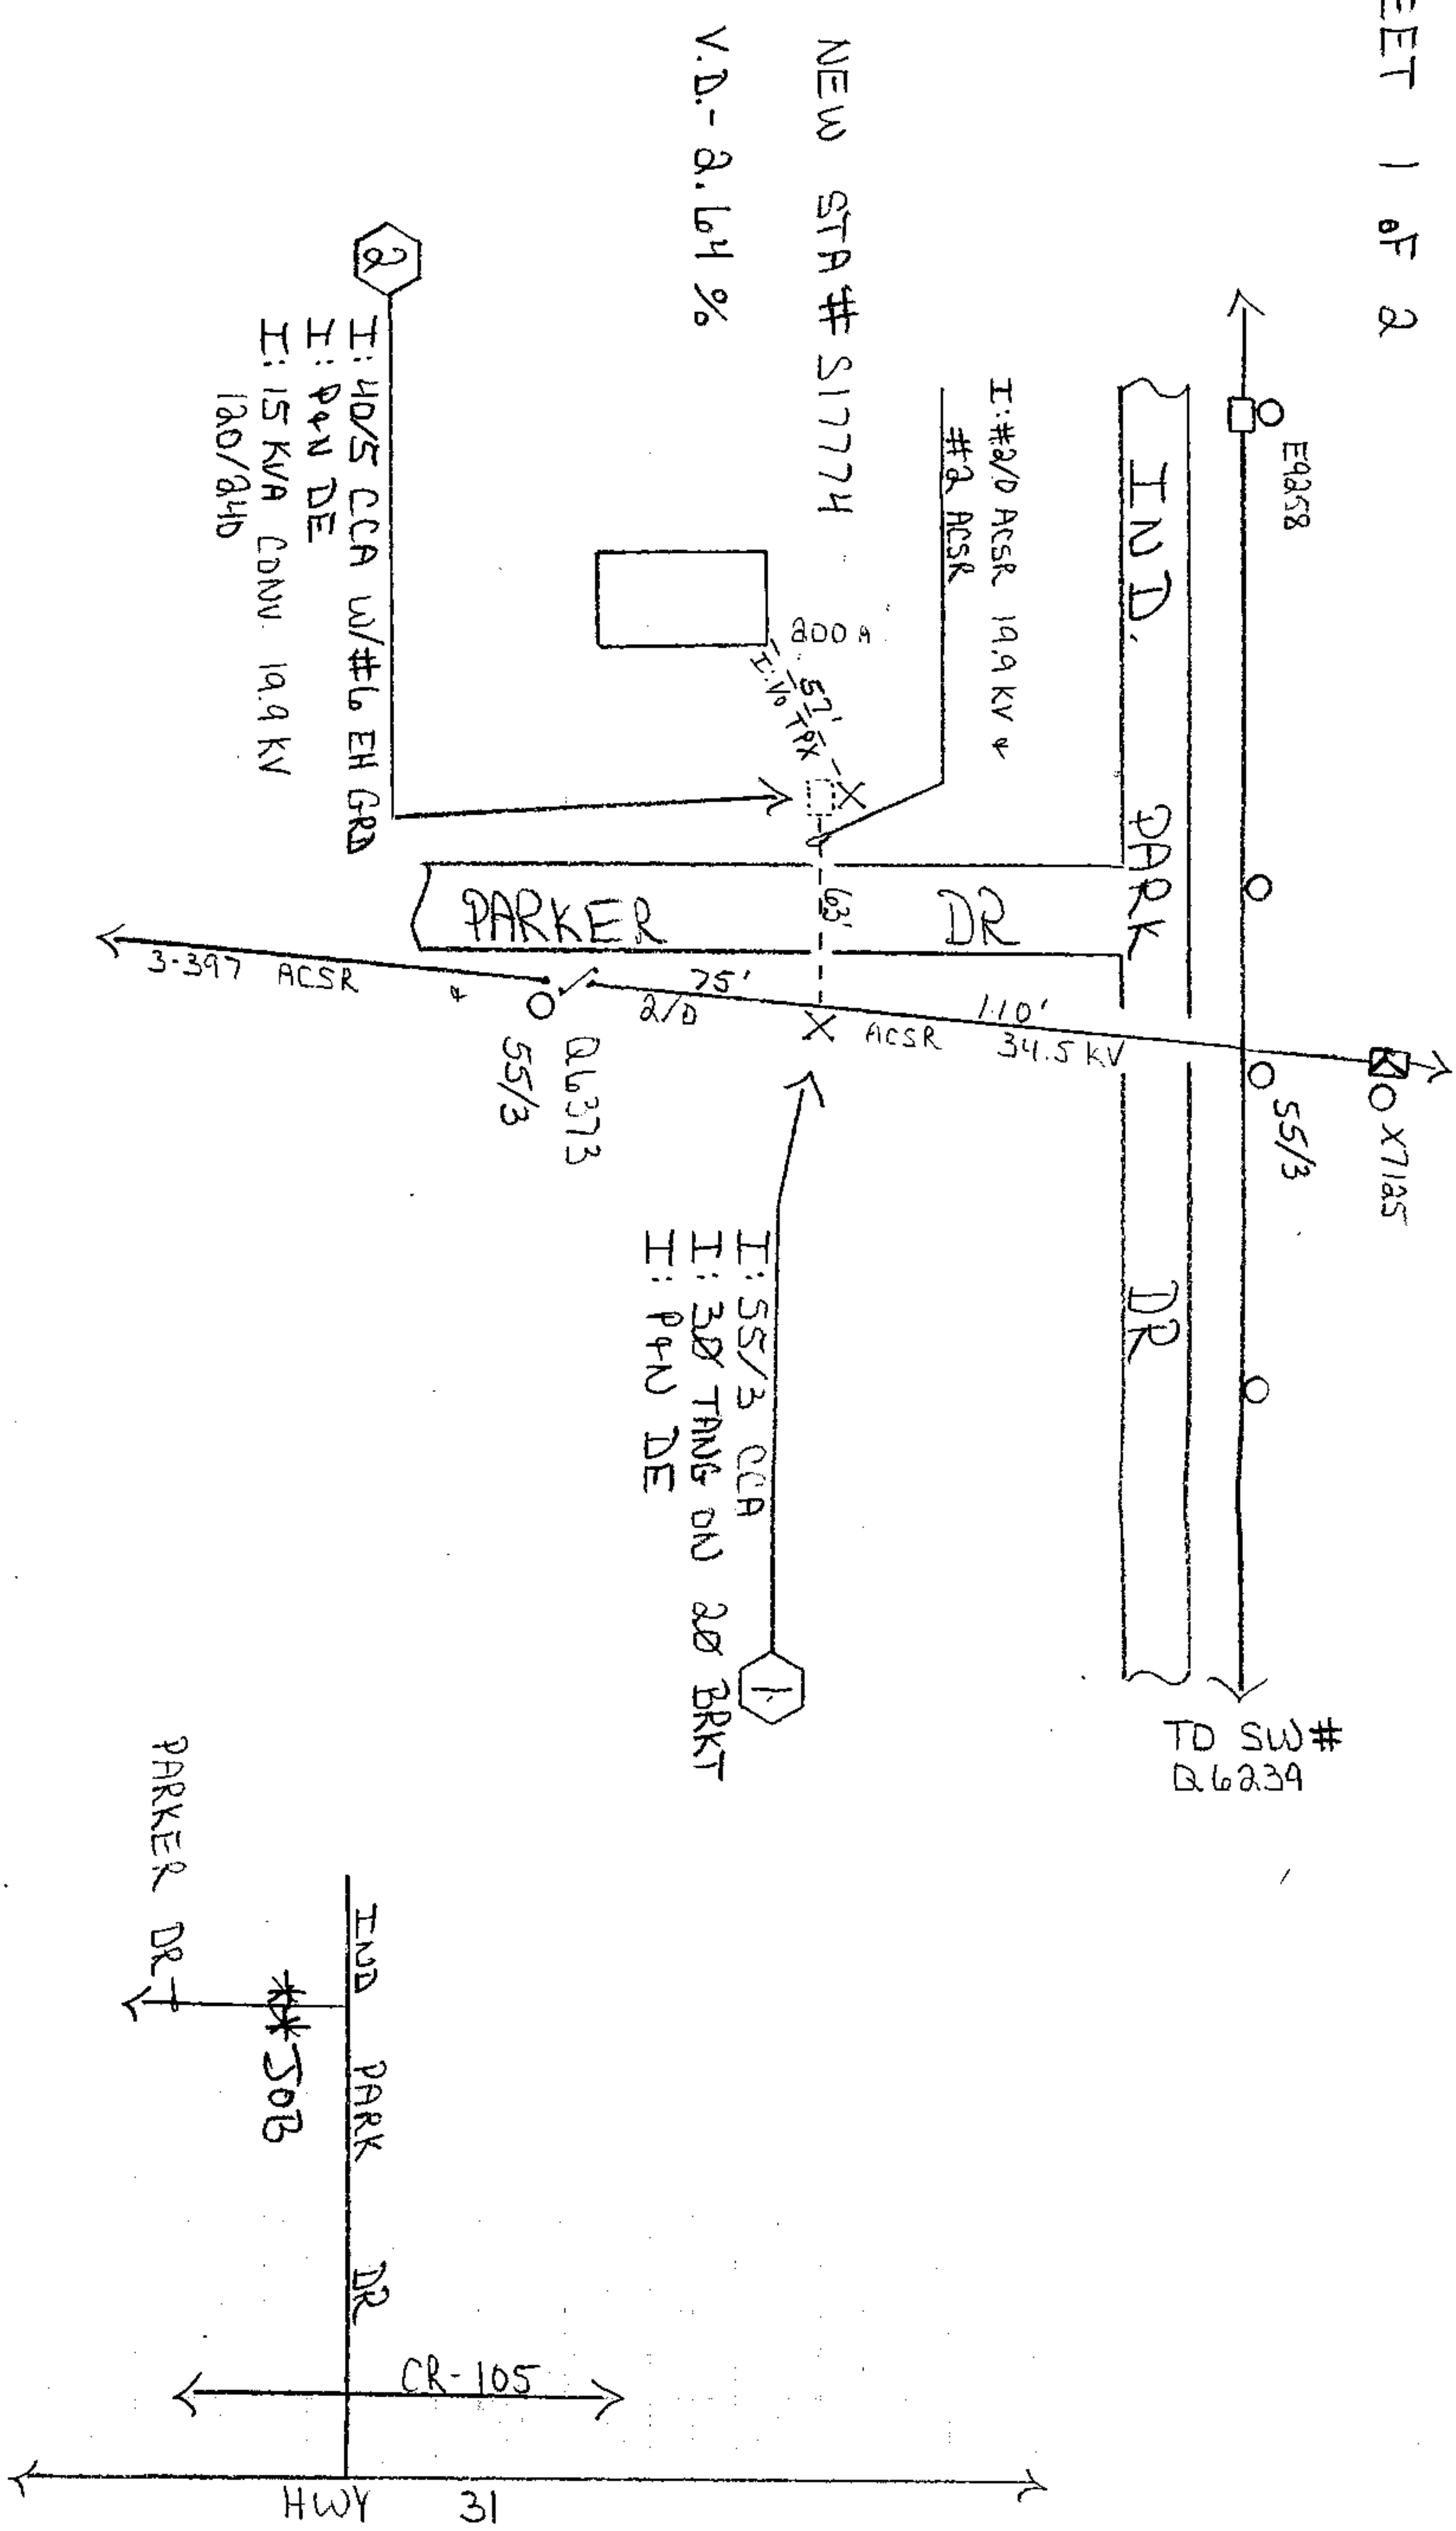 EET 1 OF 2
E9258
55/3
X7125
TO SW#
Q6239
IND. PARK DR
I: #2/0 ACSR 19.9 KV &
#2 ACSR
NEW STA # S17774
V.D. - 2.64 %
200 A
57'
I: 1/0 TPX
63'
PARKER DR
110'
34.5 KV
ACSR
75'
2/0
&
3-397 ACSR
Q6373
55/3
1
I: 55/3 CCA
I: 3Ø TANG ON 2Ø BRKT
I: P&N DE
2
I: 40/5 CCA W/#6 EH GRD
I: P&N DE
I: 15 KVA CONV. 19.9 KV
120/240
IND PARK DR
JOB
PARKER DR
CR-105
HWY 31